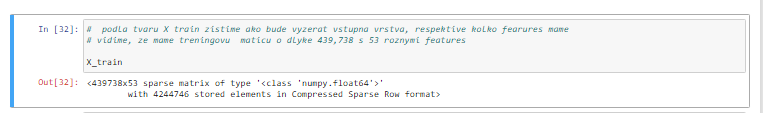 In [32]: # podla tvaru X train zistime ako bude vyzerat vstupna vrstva, respektive kolko fearures mame
# vidime, ze mame treningovu maticu o dlyke 439,738 s 53 roznymi features
X_train
Out[32]: <439738x53 sparse matrix of type '<class 'numpy.float64'>'
with 4244746 stored elements in Compressed Sparse Row format>